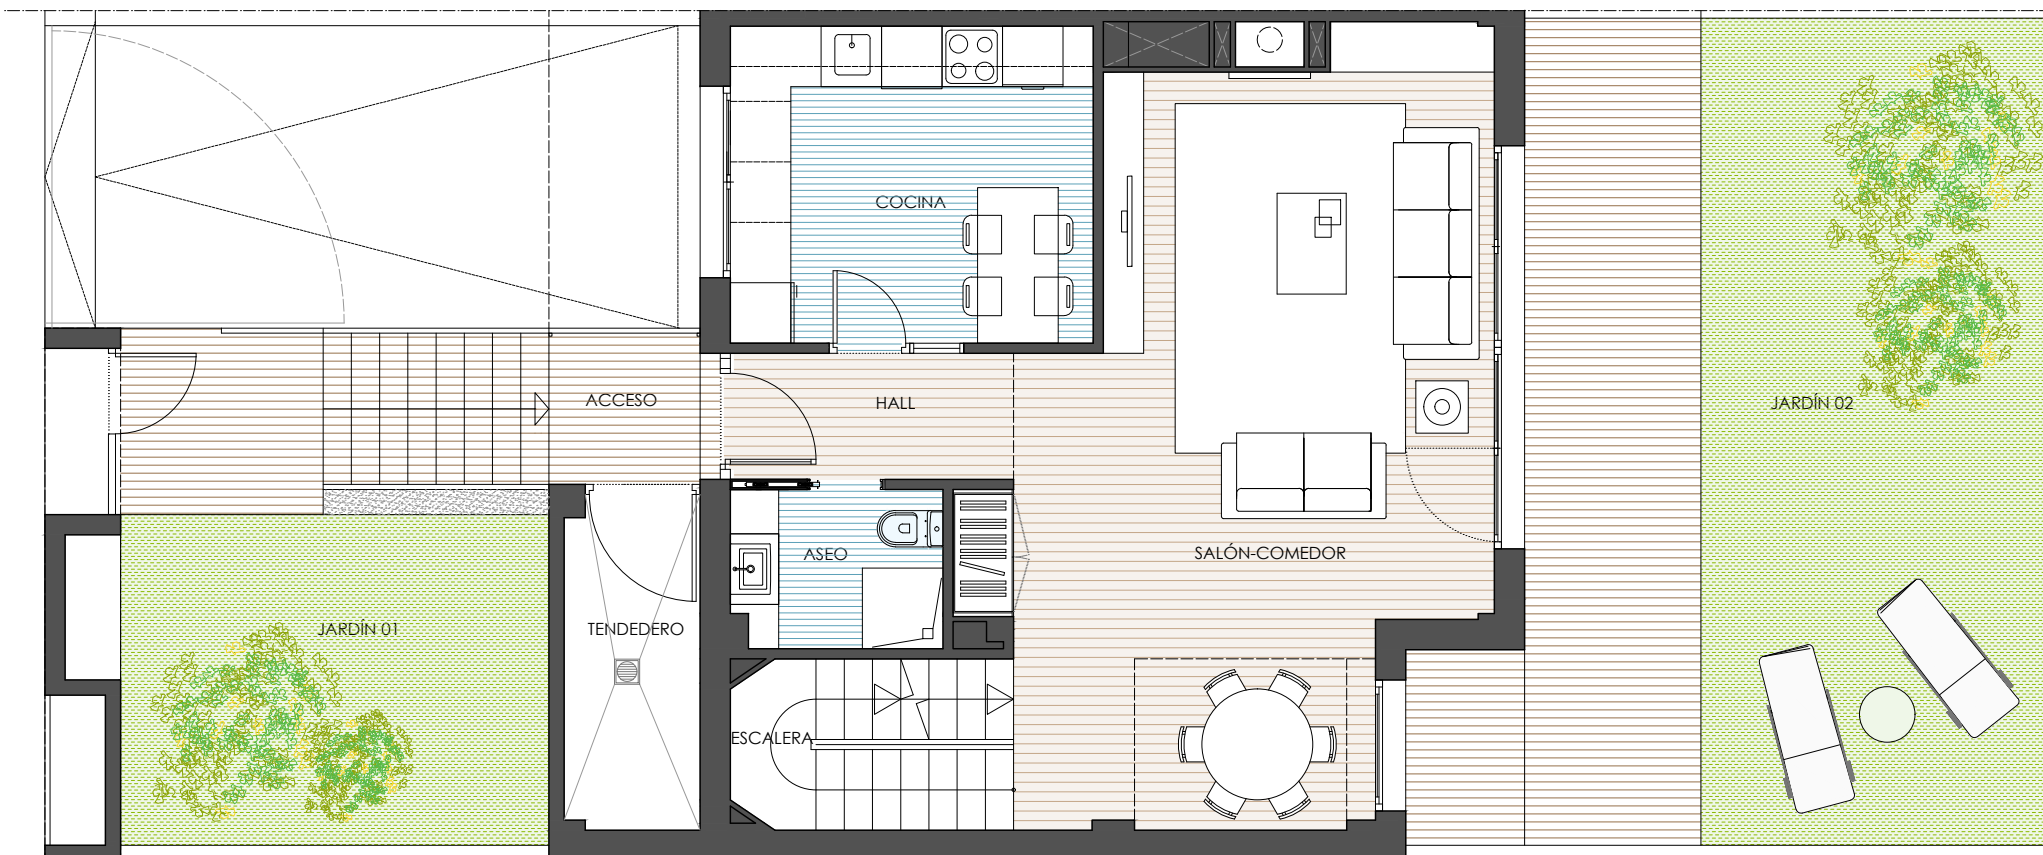 COCINA
ACCESO
HALL
JARDÍN 02
ASEO
SALÓN-COMEDOR
JARDÍN 01
TENDEDERO
ESCALERA